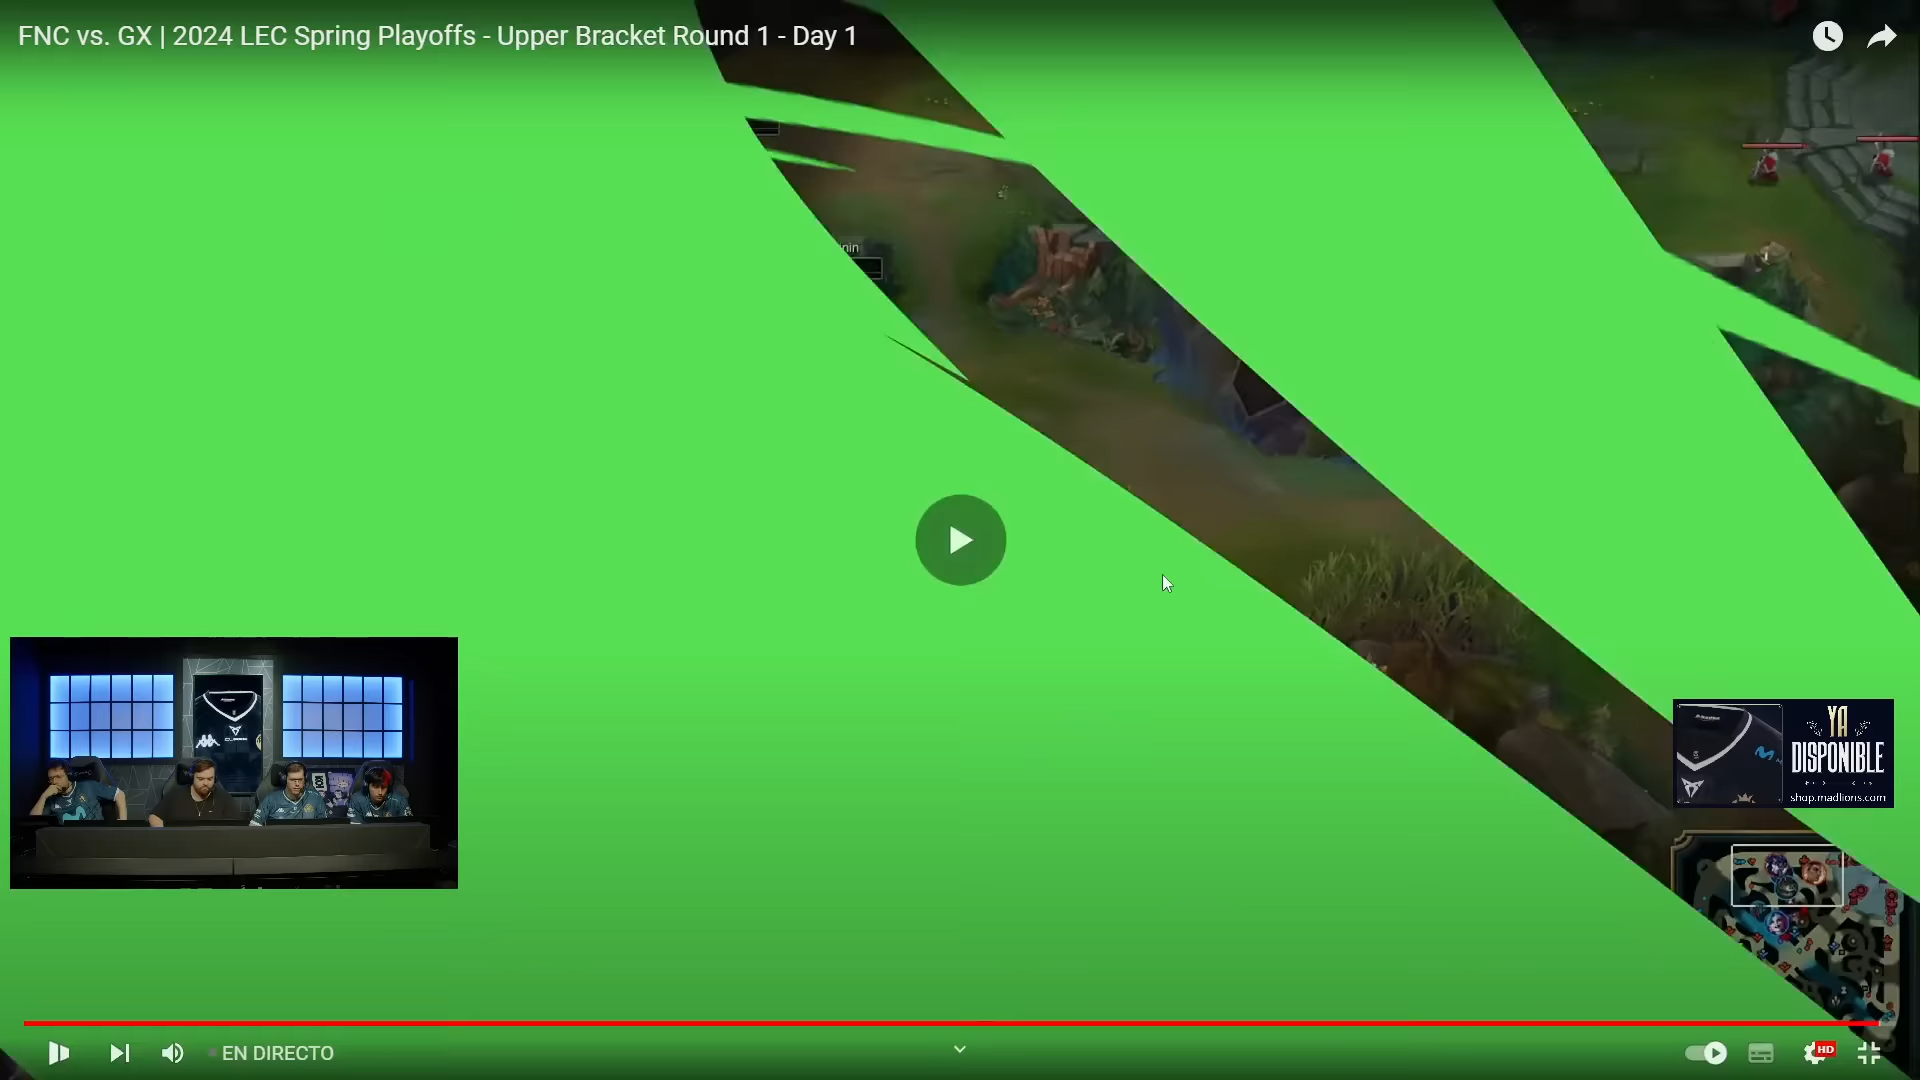 FNC vs. GX | 2024 LEC Spring Playoffs - Upper Bracket Round 1 - Day 1
YA
DISPONIBLE
shop.madlions.com
EN DIRECTO
HD